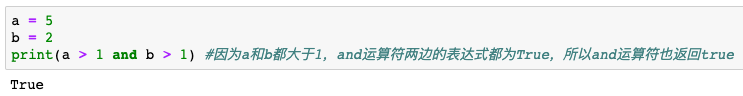 a = 5
b = 2
print(a > 1 and b > 1) #因为a和b都大于1，and运算符两边的表达式都为True，所以and运算符也返回true
True